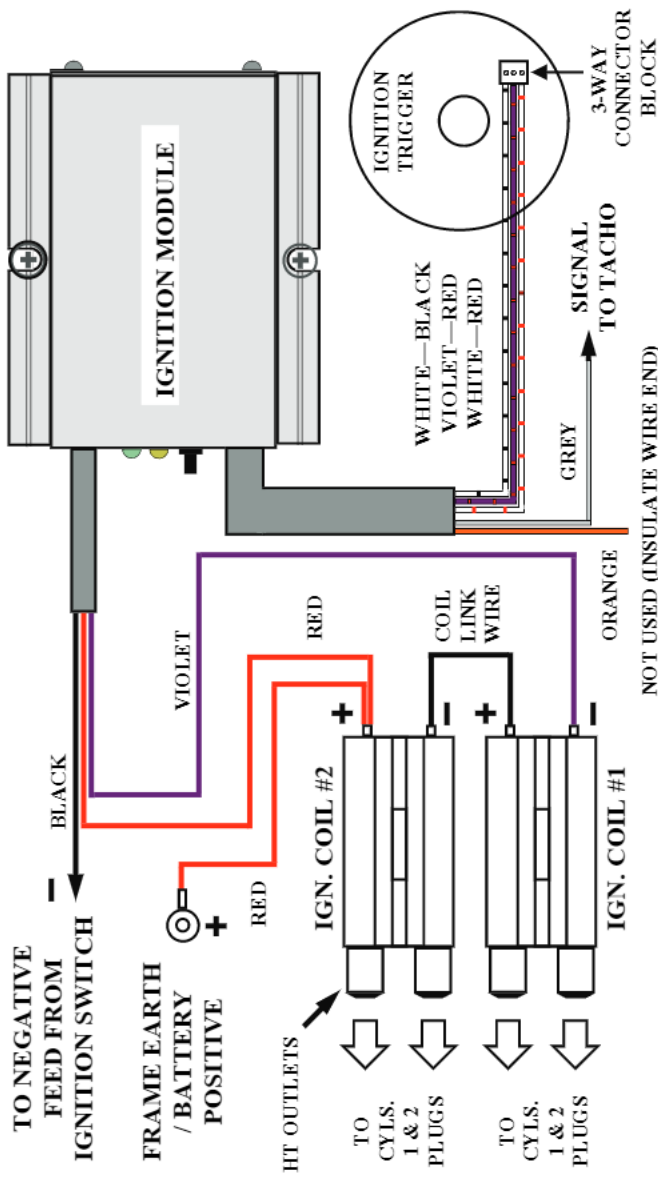 TO NEGATIVE
FEED FROM
IGNITION SWITCH
–
BLACK
IGNITION MODULE
FRAME EARTH
/ BATTERY
POSITIVE
+
RED
VIOLET
RED
WHITE—BLACK
VIOLET—RED
WHITE—RED
IGNITION
TRIGGER
3-WAY
CONNECTOR
BLOCK
HT OUTLETS
IGN. COIL #2
+
–
COIL
LINK
WIRE
GREY
SIGNAL
TO TACHO
TO
CYLS.
1 & 2
PLUGS
TO
CYLS.
1 & 2
PLUGS
IGN. COIL #1
+
–
ORANGE
NOT USED (INSULATE WIRE END)